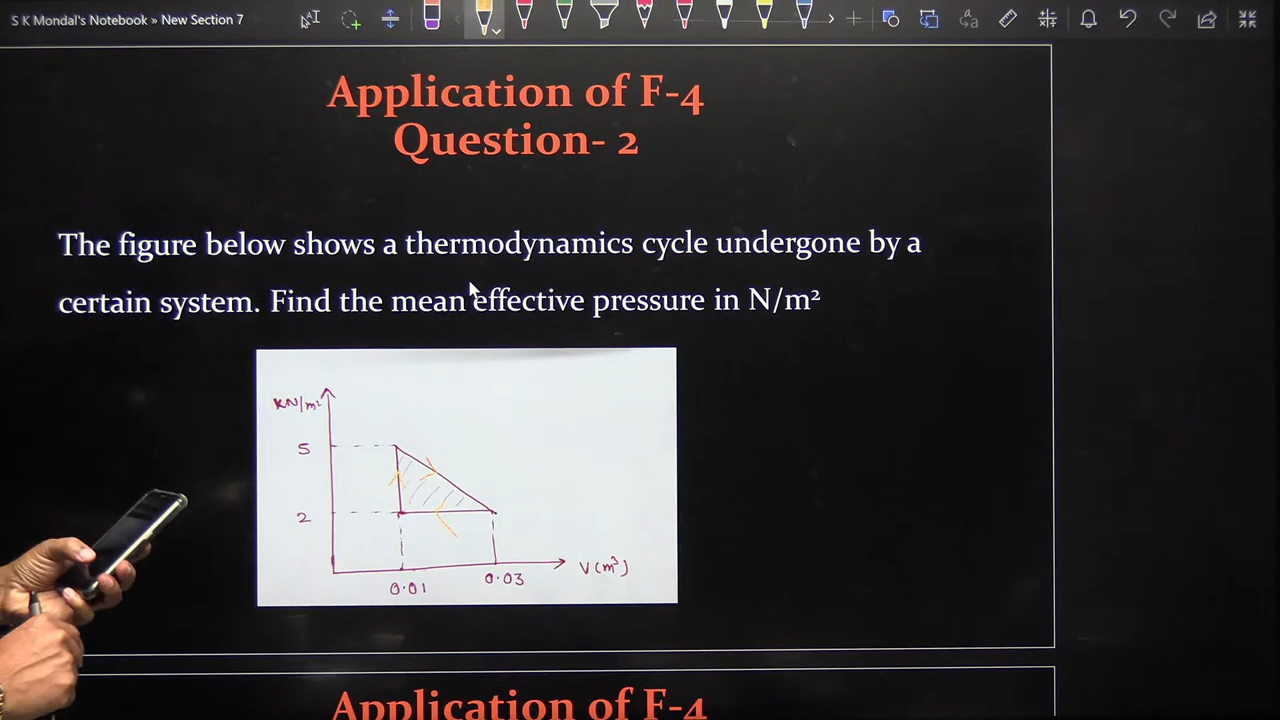 S K Mondal's Notebook » New Section 7
Application of F-4
Question- 2
The figure below shows a thermodynamics cycle undergone by a
certain system. Find the mean effective pressure in N/m²
KN/m²
5
2
0.01
0.03
V(m³)
Application of F-4